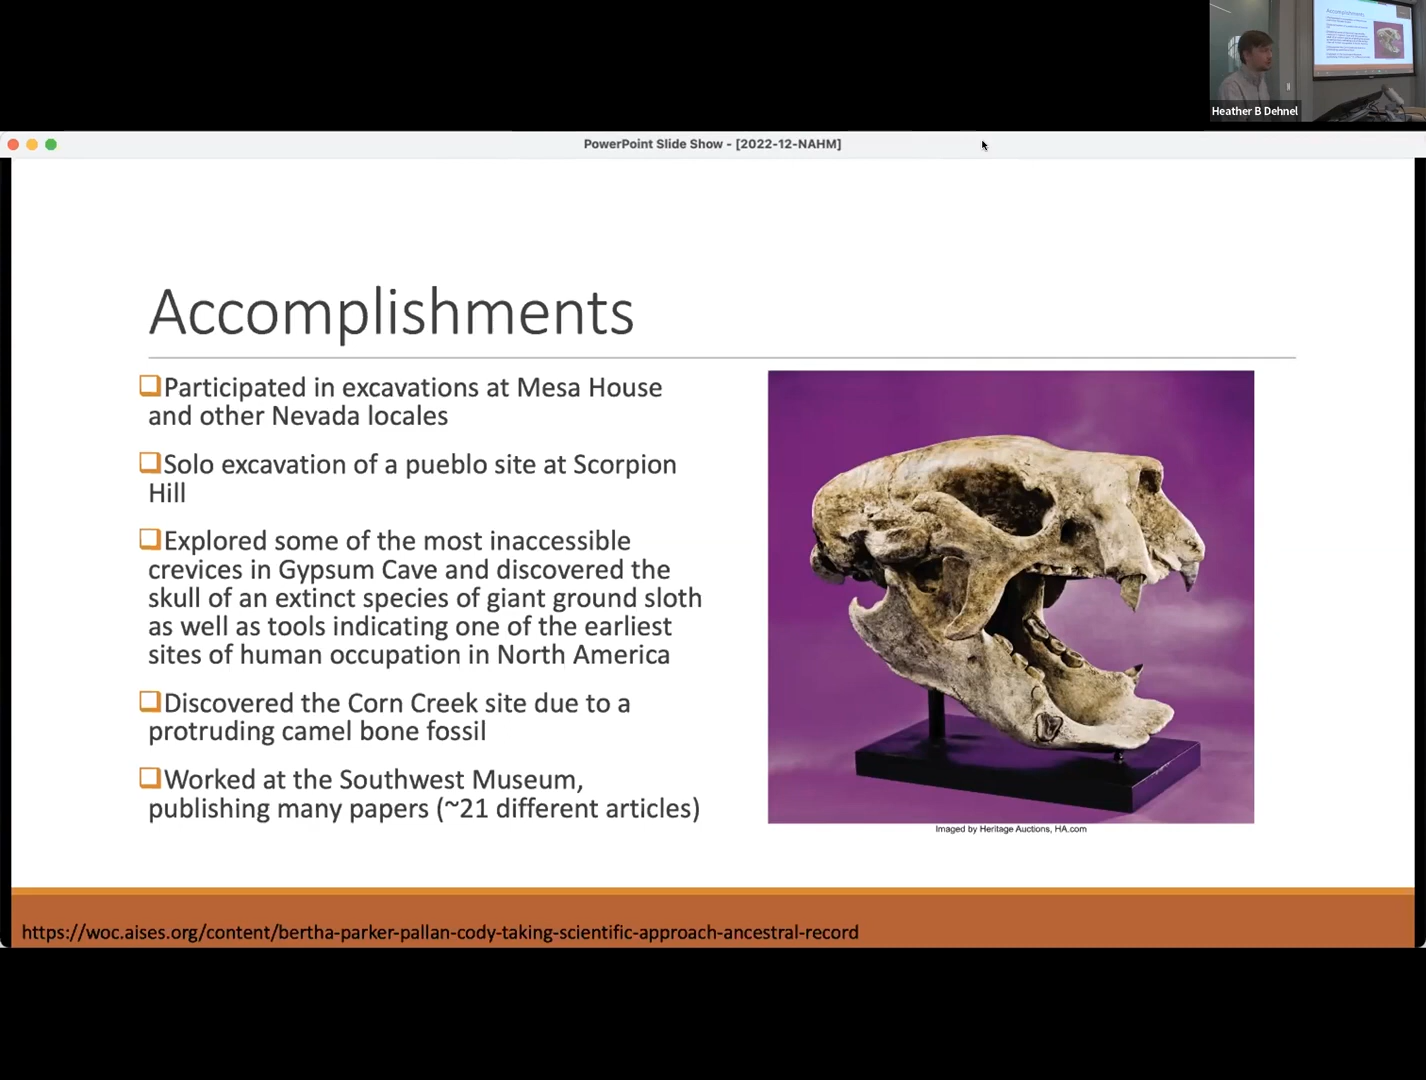 Heather B Dehnel
PowerPoint Slide Show - [2022-12-NAHM]
Accomplishments
Participated in excavations at Mesa House
and other Nevada locales
Solo excavation of a pueblo site at Scorpion
Hill
Explored some of the most inaccessible
crevices in Gypsum Cave and discovered the
skull of an extinct species of giant ground sloth
as well as tools indicating one of the earliest
sites of human occupation in North America
Discovered the Corn Creek site due to a
protruding camel bone fossil
Worked at the Southwest Museum,
publishing many papers (~21 different articles)
Imaged by Heritage Auctions, HA.com
https://woc.aises.org/content/bertha-parker-pallan-cody-taking-scientific-approach-ancestral-record